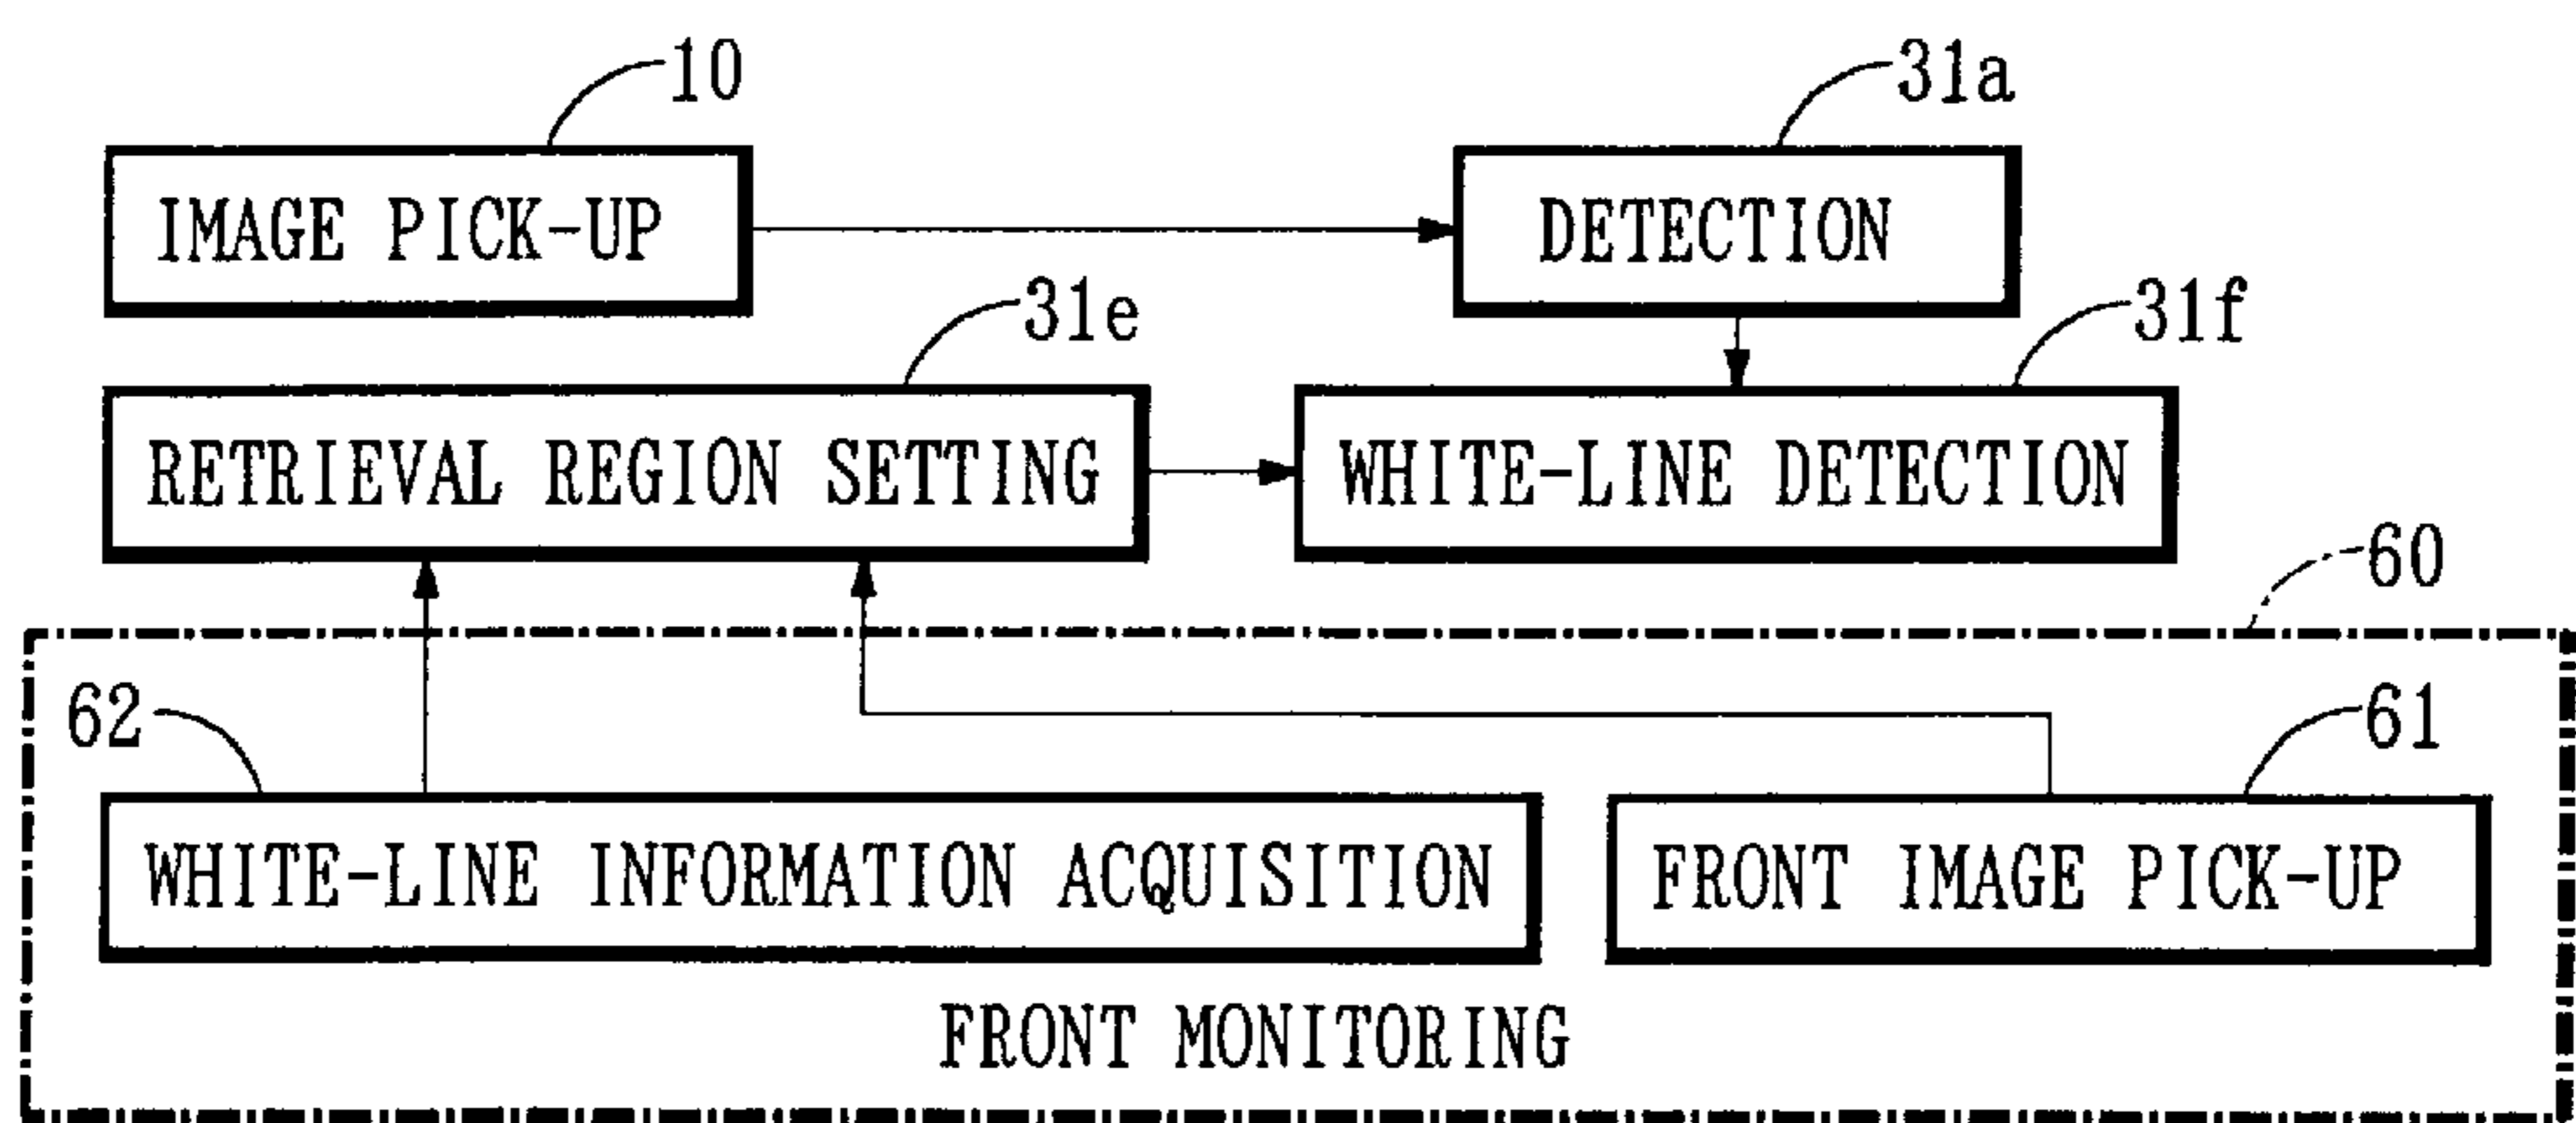 10
31a
IMAGE PICK-UP
DETECTION
31e
31f
RETRIEVAL REGION SETTING
WHITE-LINE DETECTION
60
62
61
WHITE-LINE INFORMATION ACQUISITION
FRONT IMAGE PICK-UP
FRONT MONITORING